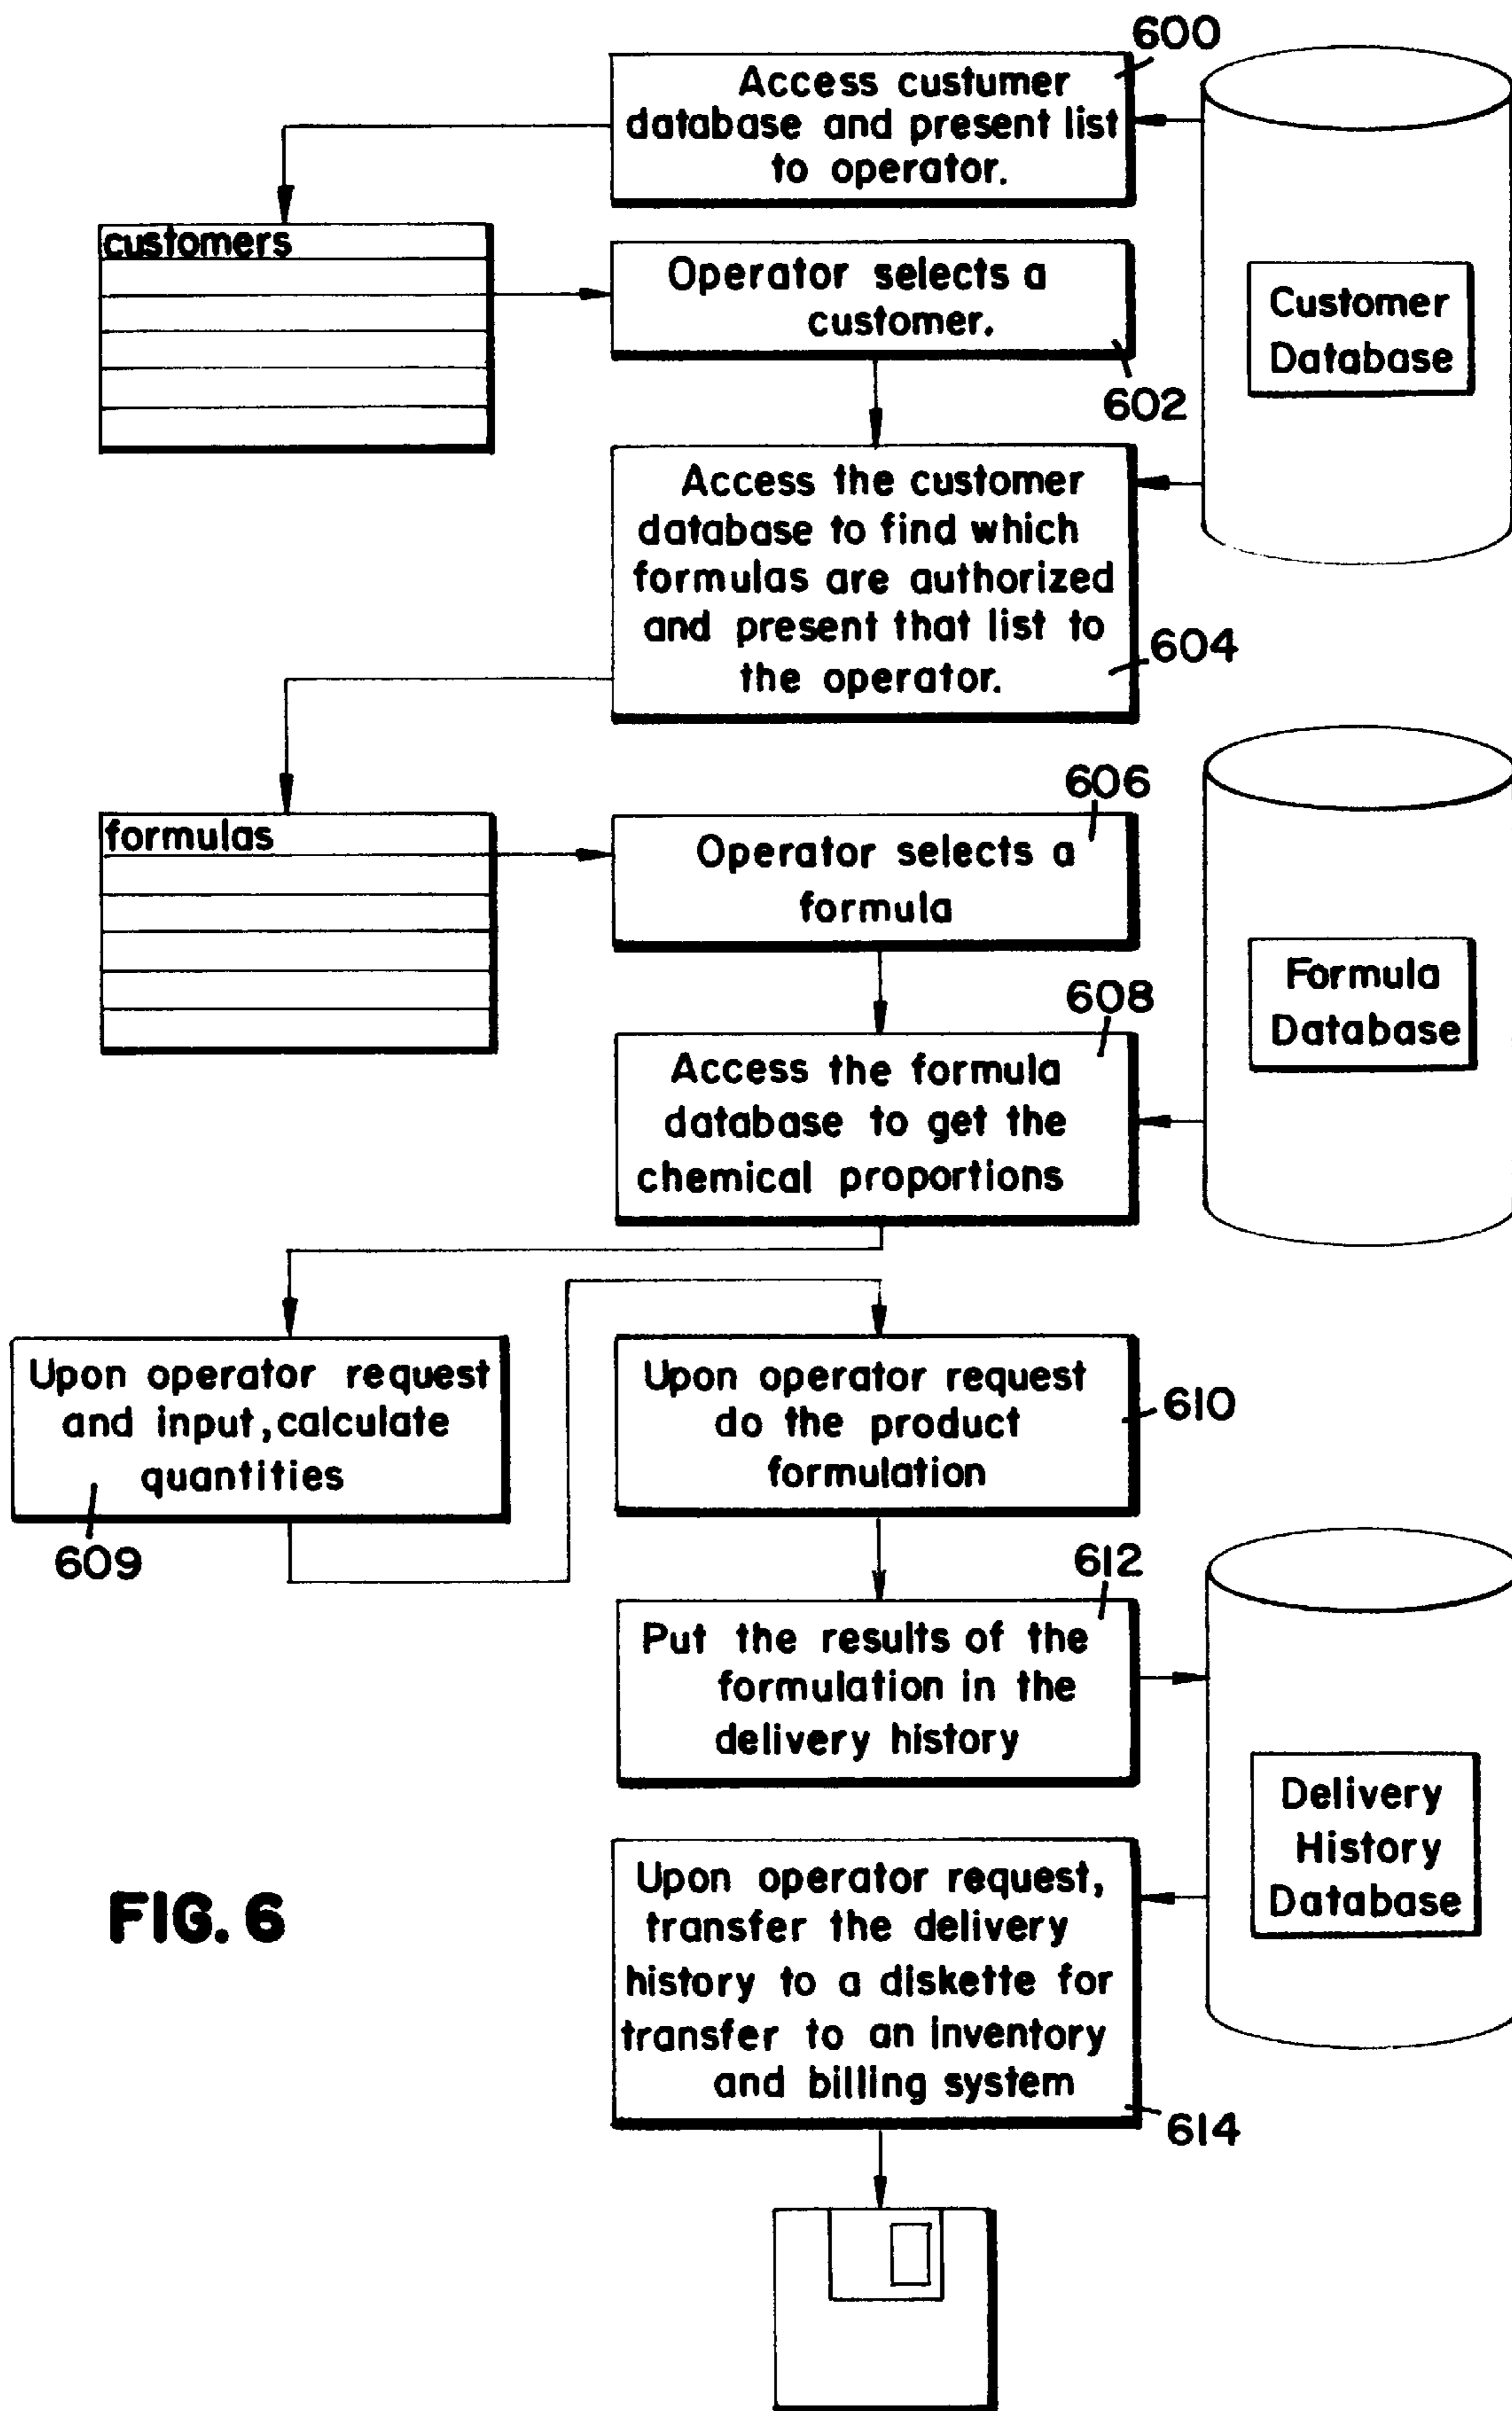 600
Access custumer
database and present list
to operator.
customers
Operator selects a
customer.
602
Customer
Database
Access the customer
database to find which
formulas are authorized
and present that list to
the operator.
604
formulas
606
Operator selects a
formula
608
Access the formula
database to get the
chemical proportions
Formula
Database
Upon operator request
and input, calculate
quantities
609
Upon operator request
do the product
formulation
610
612
Put the results of the
formulation in the
delivery history
Delivery
History
Database
Upon operator request,
transfer the delivery
history to a diskette for
transfer to an inventory
and billing system
614
FIG. 6